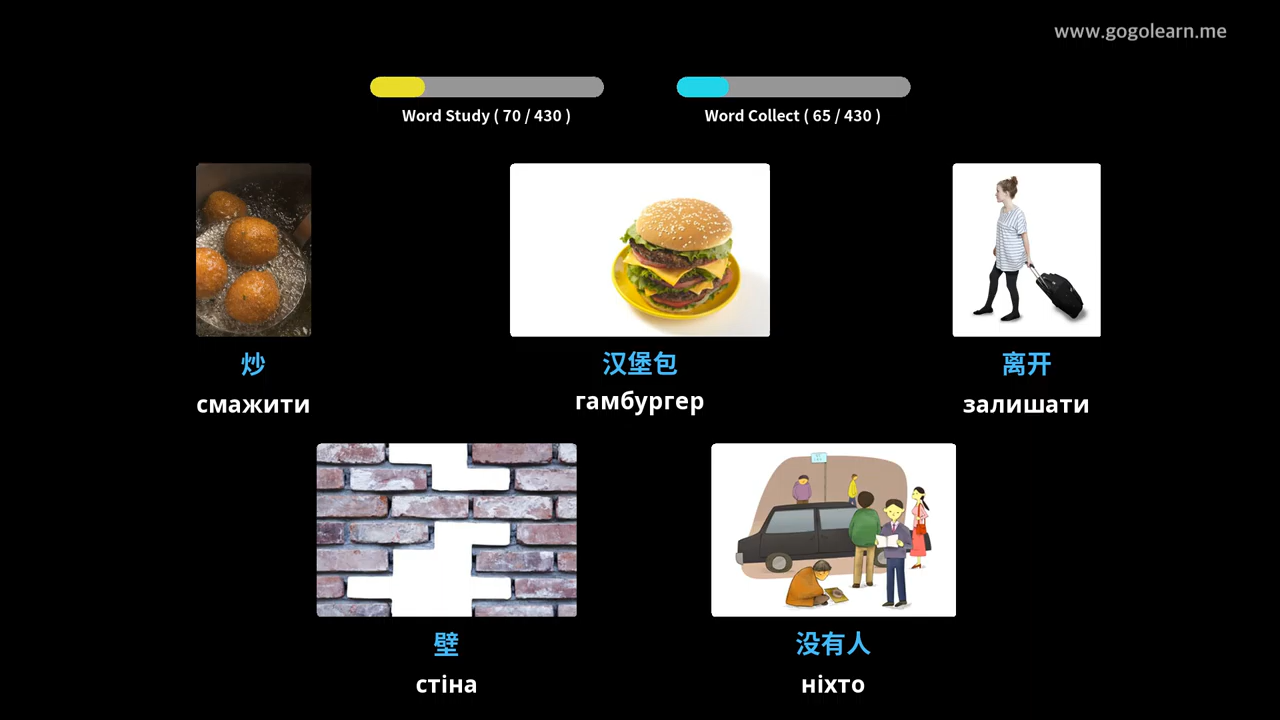 www.gogolearn.me
Word Study ( 70 / 430 )
Word Collect ( 65 / 430 )
炒
смажити
汉堡包
гамбургер
离开
залишати
壁
стіна
没有人
ніхто